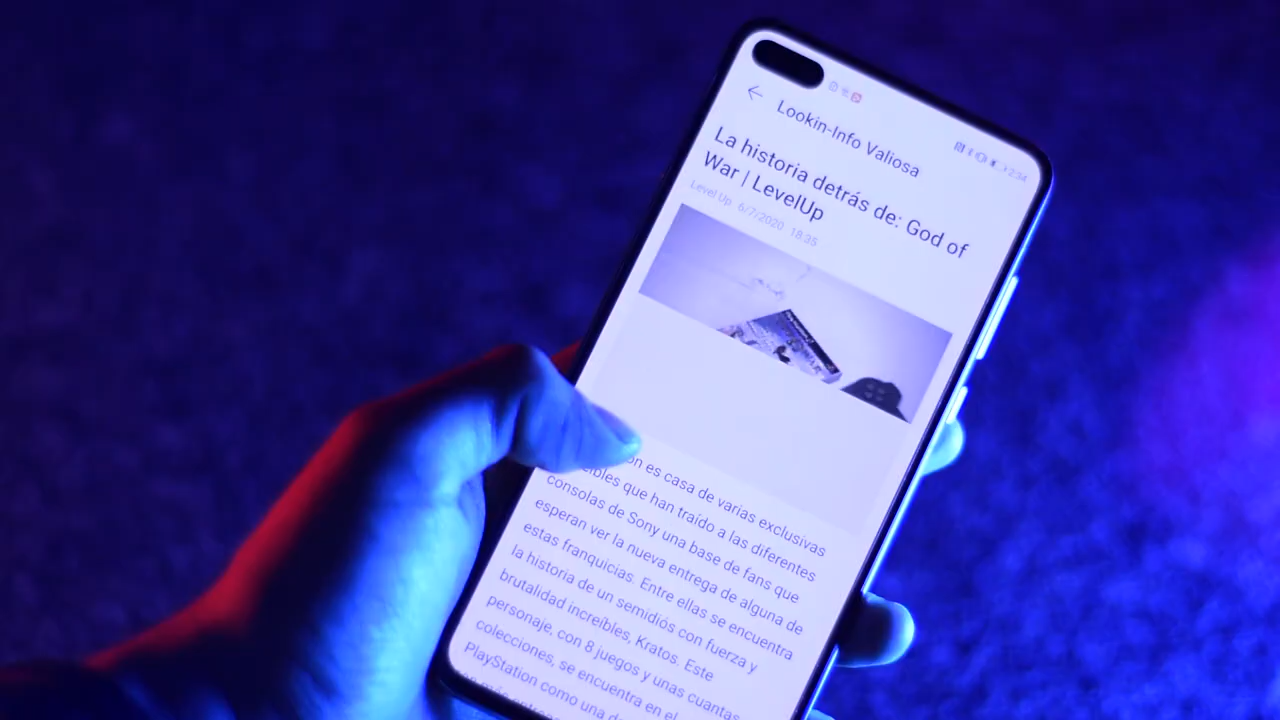 2:34
Lookin-Info Valiosa
La historia detrás de: God of
War | LevelUp
Level Up 6/7/2020 18:35
es casa de varias exclusivas
que han traído a las diferentes
consolas de Sony una base de fans que
esperan ver la nueva entrega de alguna de
estas franquicias. Entre ellas se encuentra
la historia de un semidiós con fuerza y
brutalidad increíbles, Kratos. Este
personaje, con 8 juegos y unas cuantas
colecciones, se encuentra en el
PlayStation como una